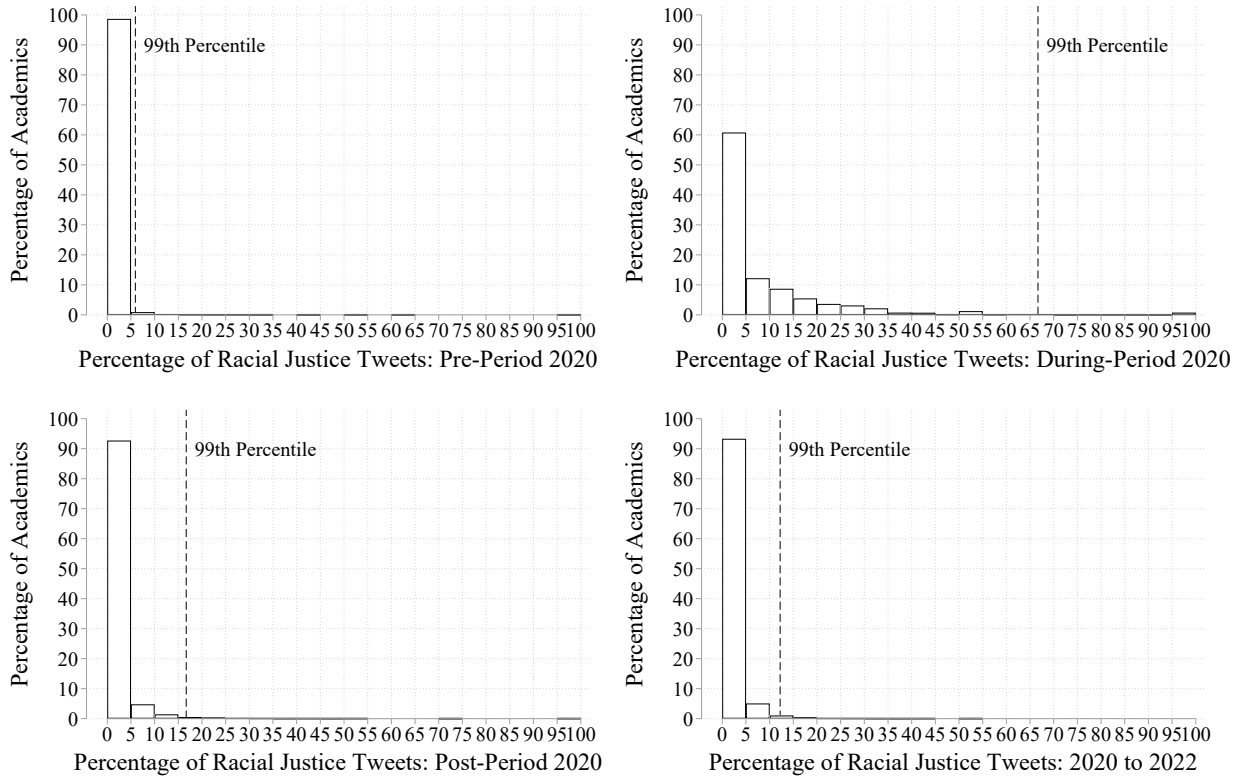 100
90
80
70
60
50
40
30
20
10
0
Percentage of Academics
99th Percentile
0 5 10 15 20 25 30 35 40 45 50 55 60 65 70 75 80 85 90 95 100
Percentage of Racial Justice Tweets: Pre-Period 2020
100
90
80
70
60
50
40
30
20
10
0
Percentage of Academics
99th Percentile
0 5 10 15 20 25 30 35 40 45 50 55 60 65 70 75 80 85 90 95 100
Percentage of Racial Justice Tweets: During-Period 2020
100
90
80
70
60
50
40
30
20
10
0
Percentage of Academics
99th Percentile
0 5 10 15 20 25 30 35 40 45 50 55 60 65 70 75 80 85 90 95 100
Percentage of Racial Justice Tweets: Post-Period 2020
100
90
80
70
60
50
40
30
20
10
0
Percentage of Academics
99th Percentile
0 5 10 15 20 25 30 35 40 45 50 55 60 65 70 75 80 85 90 95 100
Percentage of Racial Justice Tweets: 2020 to 2022